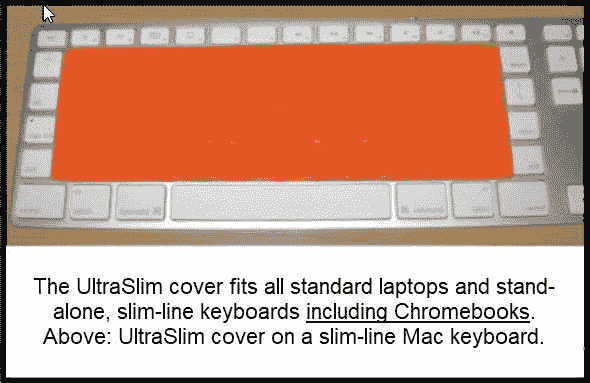 The UltraSlim cover fits all standard laptops and stand-
alone, slim-line keyboards including Chromebooks.
Above: UltraSlim cover on a slim-line Mac keyboard.